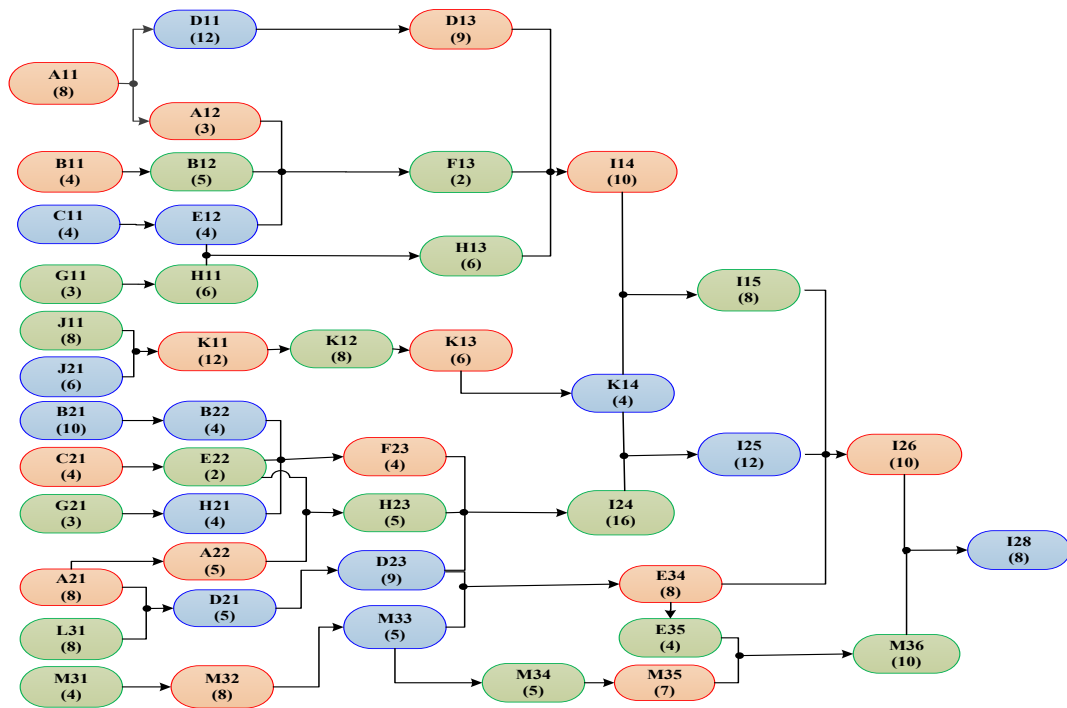 D11
(12)
D13
(9)
A11
(8)
A12
(3)
B11
(4)
B12
(5)
F13
(2)
I14
(10)
C11
(4)
E12
(4)
H13
(6)
G11
(3)
H11
(6)
I15
(8)
J11
(8)
K11
(12)
K12
(8)
K13
(6)
J21
(6)
K14
(4)
B21
(10)
B22
(4)
F23
(4)
I25
(12)
I26
(10)
C21
(4)
E22
(2)
G21
(3)
H21
(4)
H23
(5)
I24
(16)
I28
(8)
A22
(5)
D23
(9)
A21
(8)
E34
(8)
D21
(5)
L31
(8)
M33
(5)
E35
(4)
M36
(10)
M31
(4)
M32
(8)
M34
(5)
M35
(7)